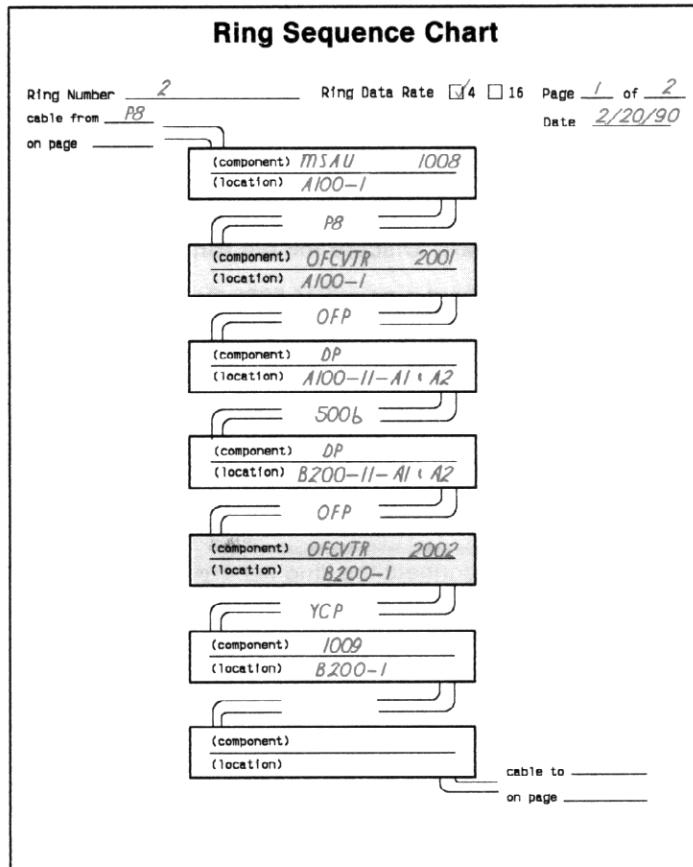 Ring Sequence Chart
Ring Number 2 Ring Data Rate ☑4 ☐16 Page 1 of 2
cable from P8 Date 2/20/90
on page
(component) MSAU 1008
(location) A100-1
P8
(component) OFCVTR 2001
(location) A100-1
OFP
(component) DP
(location) A100-11-A1 & A2
500b
(component) DP
(location) B200-11-A1 & A2
OFP
(component) OFCVTR 2002
(location) B200-1
YCP
(component) 1009
(location) B200-1
(component)
(location)
cable to
on page